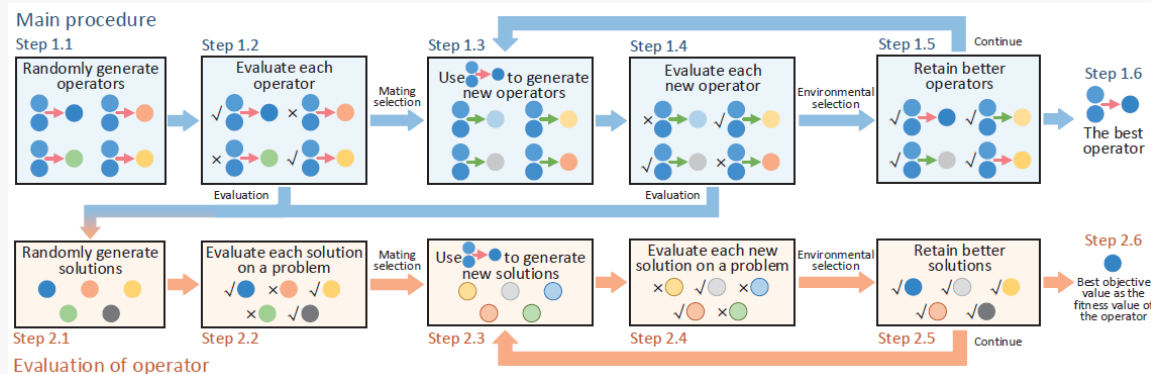 Main procedure
Step 1.1
Randomly generate
operators
Step 1.2
Evaluate each
operator
√
×
×
√
Mating
selection
Step 1.3
Use to generate
new operators
Step 1.4
Evaluate each
new operator
×
√
√
×
Environmental
selection
Step 1.5
Retain better
operators
√
√
√
√
Continue
Step 1.6
The best
operator
Evaluation
Evaluation
Randomly generate
solutions
Step 2.1
Evaluate each solution
on a problem
√ × √
× √
Step 2.2
Mating
selection
Use to generate
new solutions
Step 2.3
Evaluate each new
solution on a problem
× √ ×
√ ×
Step 2.4
Environmental
selection
Retain better
solutions
√ √ √
√ √
Step 2.5
Continue
Step 2.6
Best objective
value as the
fitness value of
the operator
Evaluation of operator